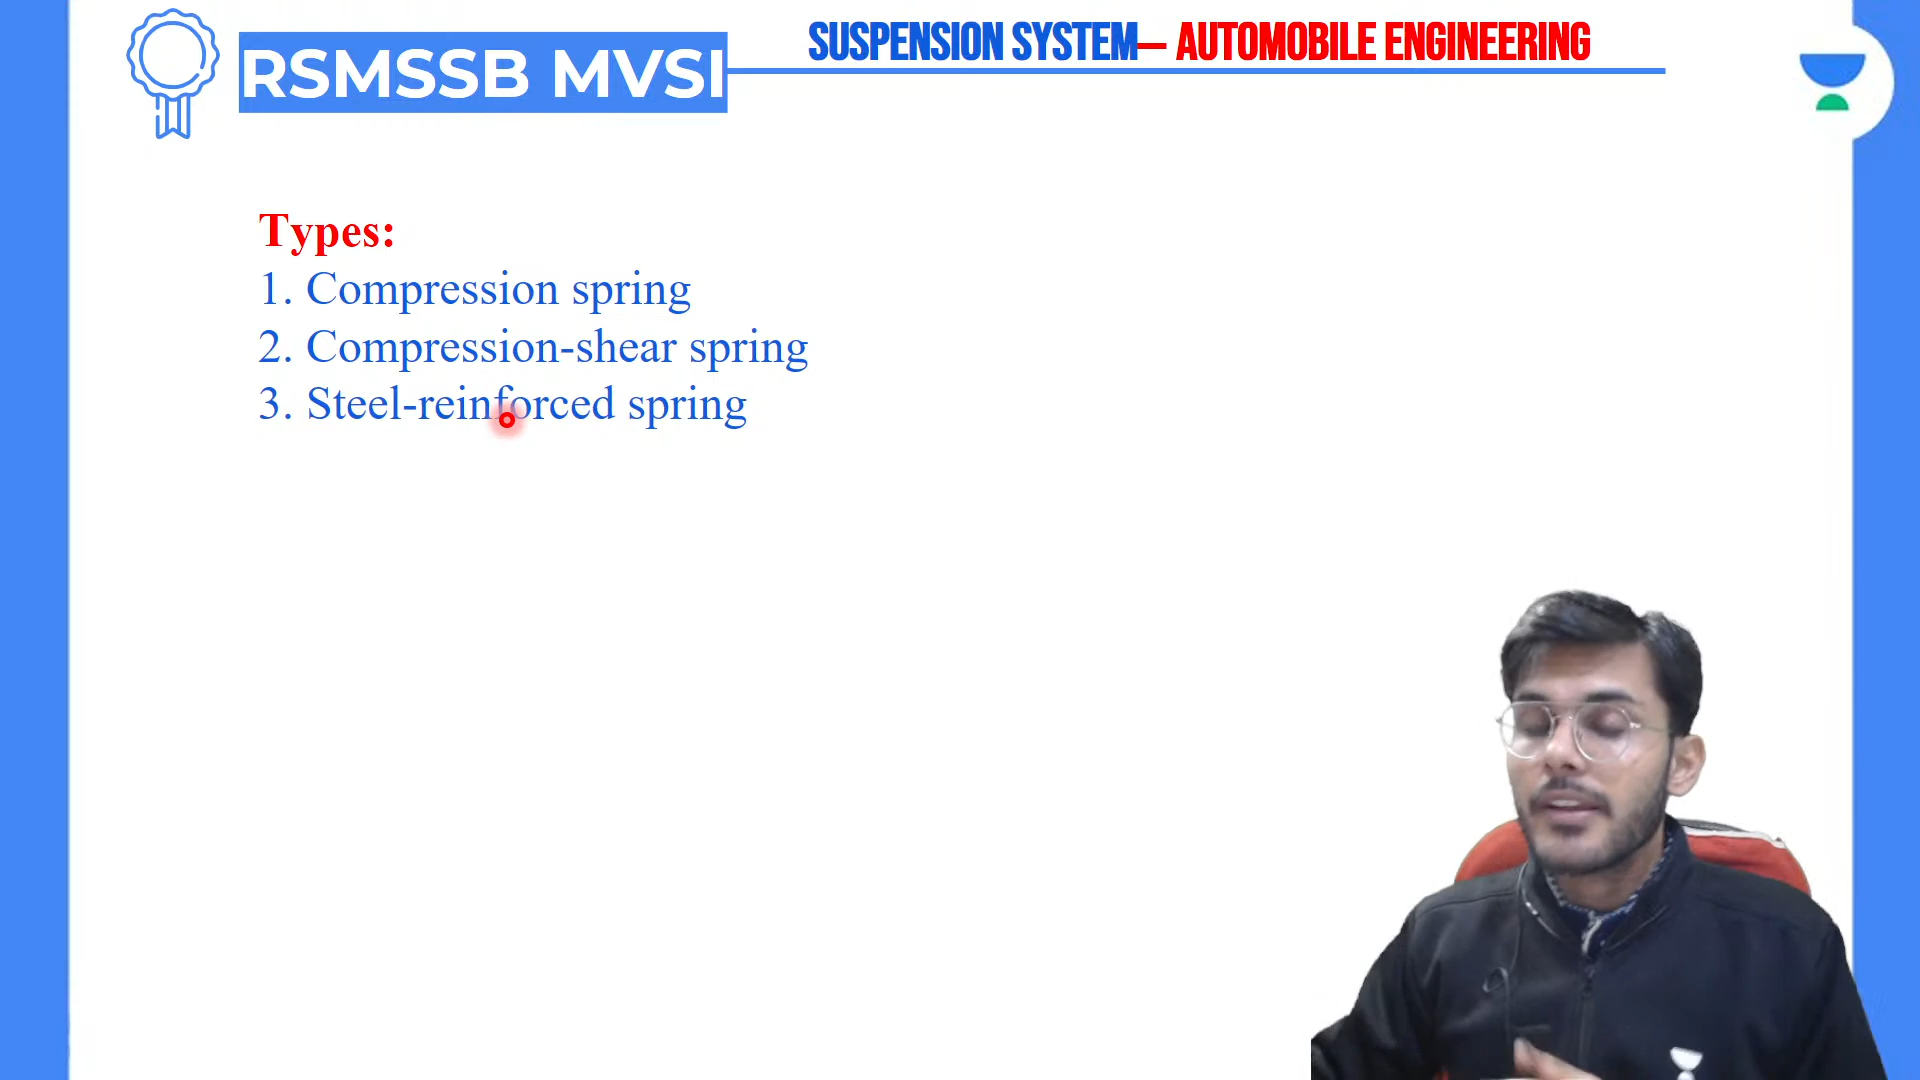 RSMSSB MVSI
SUSPENSION SYSTEM– AUTOMOBILE ENGINEERING
Types:
1. Compression spring
2. Compression-shear spring
3. Steel-reinforced spring